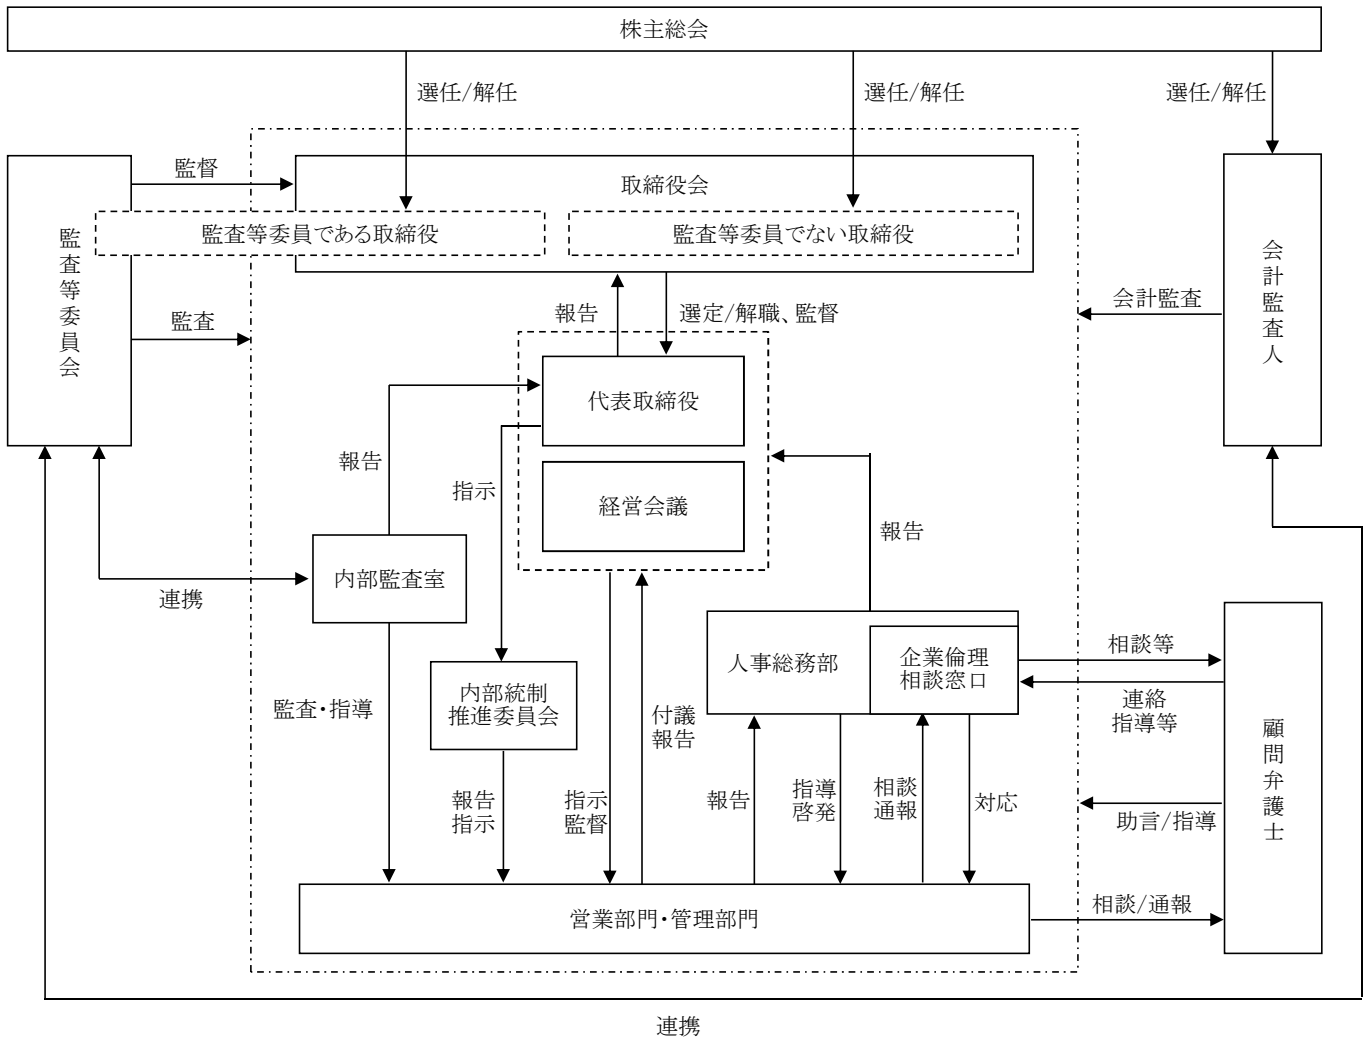 株主総会
選任/解任
選任/解任
選任/解任
監督
取締役会
監査等委員である取締役
監査等委員でない取締役
監査等委員会
会計監査人
監査
報告
選定/解職、監督
会計監査
代表取締役
報告
指示
経営会議
報告
内部監査室
連携
人事総務部
企業倫理
相談窓口
相談等
連絡
指導等
内部統制
推進委員会
監査・指導
付議
報告
顧問弁護士
報告
指示
指示
監督
報告
指導
啓発
相談
通報
対応
助言/指導
営業部門・管理部門
相談/通報
連携